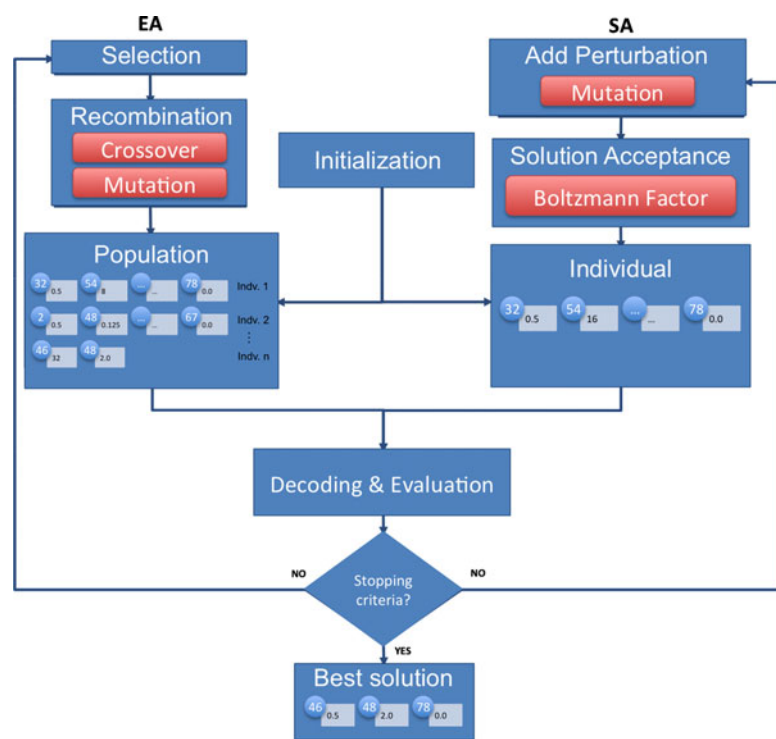 EA
SA
Selection
Recombination
Crossover
Mutation
Initialization
Add Perturbation
Mutation
Solution Acceptance
Boltzmann Factor
Population
32 0.5 54 8 ... ... 78 0.0 Indv. 1
2 0.5 48 0.125 ... ... 67 0.0 Indv. 2
⋮
46 32 48 2.0 Indv. n
Individual
32 0.5 54 16 ... ... 78 0.0
Decoding & Evaluation
NO
Stopping
criteria?
NO
YES
Best solution
46 0.5 48 2.0 78 0.0